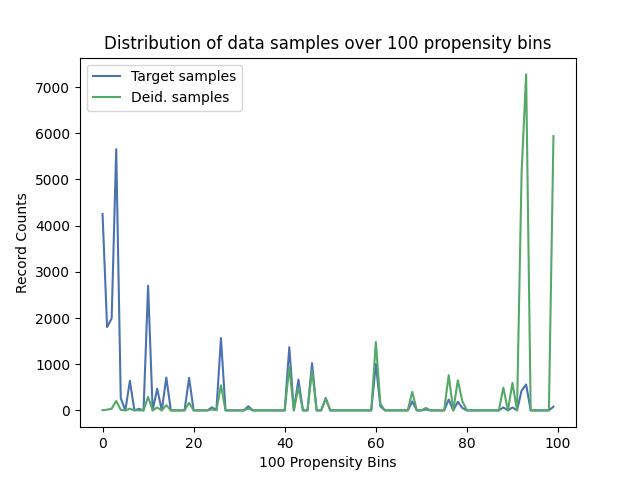 Distribution of data samples over 100 propensity bins
Target samples
Deid. samples
Record Counts
7000
6000
5000
4000
3000
2000
1000
0
0 20 40 60 80 100
100 Propensity Bins